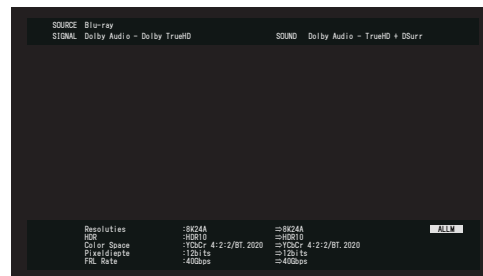 SOURCE Blu-ray
SIGNAL Dolby Audio - Dolby TrueHD SOUND Dolby Audio - TrueHD + DSurr
Resoluties :8K24A ⇒8K24A ALLM
HDR :HDR10 ⇒HDR10
Color Space :YCbCr 4:2:2/BT.2020 ⇒YCbCr 4:2:2/BT.2020
Pixeldiepte :12bits ⇒12bits
FRL Rate :40Gbps ⇒40Gbps